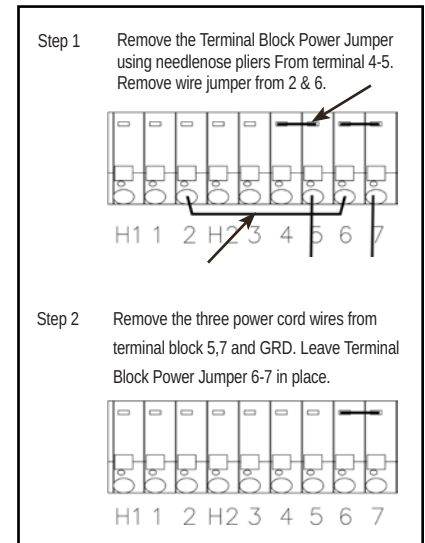 Step 1 Remove the Terminal Block Power Jumper
using needlenose pliers From terminal 4-5.
Remove wire jumper from 2 & 6.
H1 1 2 H2 3 4 5 6 7
Step 2 Remove the three power cord wires from
terminal block 5,7 and GRD. Leave Terminal
Block Power Jumper 6-7 in place.
H1 1 2 H2 3 4 5 6 7